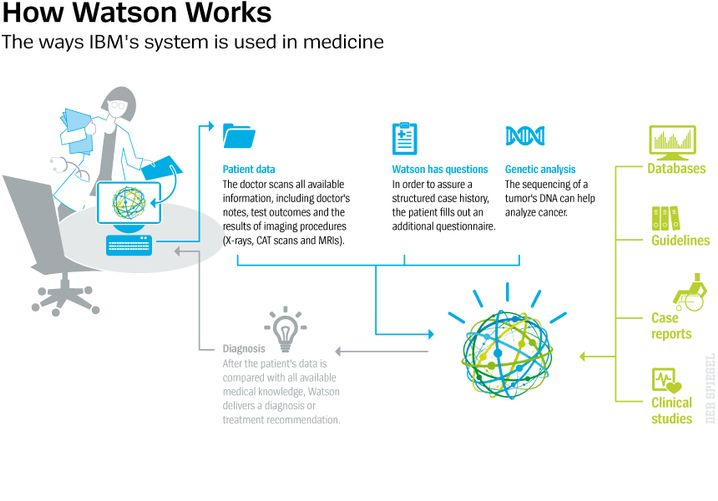 How Watson Works
The ways IBM's system is used in medicine
Patient data
The doctor scans all available
information, including doctor's
notes, test outcomes and the
results of imaging procedures
(X-rays, CAT scans and MRIs).
Watson has questions
In order to assure a
structured case history,
the patient fills out an
additional questionnaire.
Genetic analysis
The sequencing of a
tumor's DNA can help
analyze cancer.
Databases
Guidelines
Case
reports
Clinical
studies
Diagnosis
After the patient's data is
compared with all available
medical knowledge, Watson
delivers a diagnosis or
treatment recommendation.
DER SPIEGEL